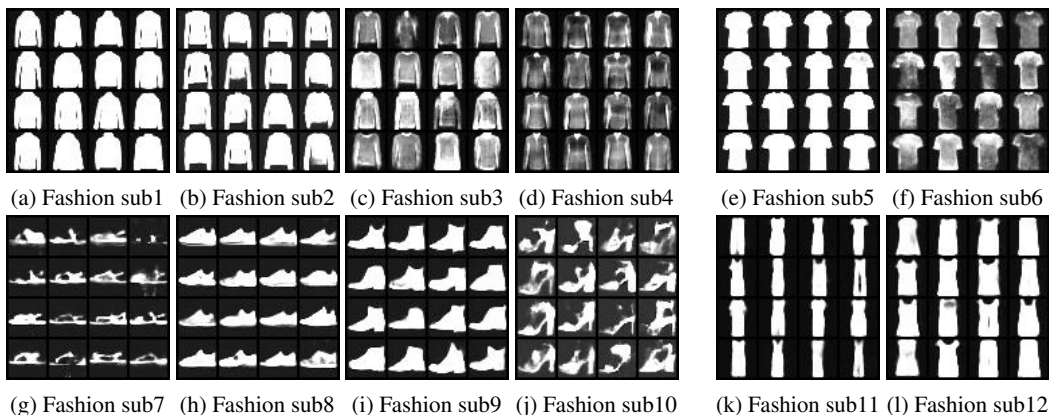 (a) Fashion sub1 (b) Fashion sub2 (c) Fashion sub3 (d) Fashion sub4 (e) Fashion sub5 (f) Fashion sub6
(g) Fashion sub7 (h) Fashion sub8 (i) Fashion sub9 (j) Fashion sub10 (k) Fashion sub11 (l) Fashion sub12